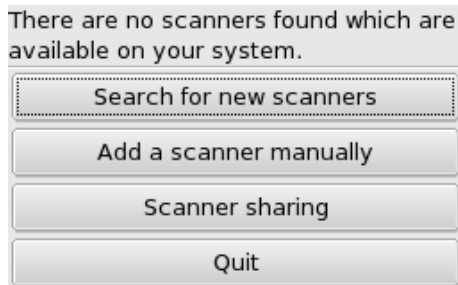 There are no scanners found which are
available on your system.
Search for new scanners
Add a scanner manually
Scanner sharing
Quit